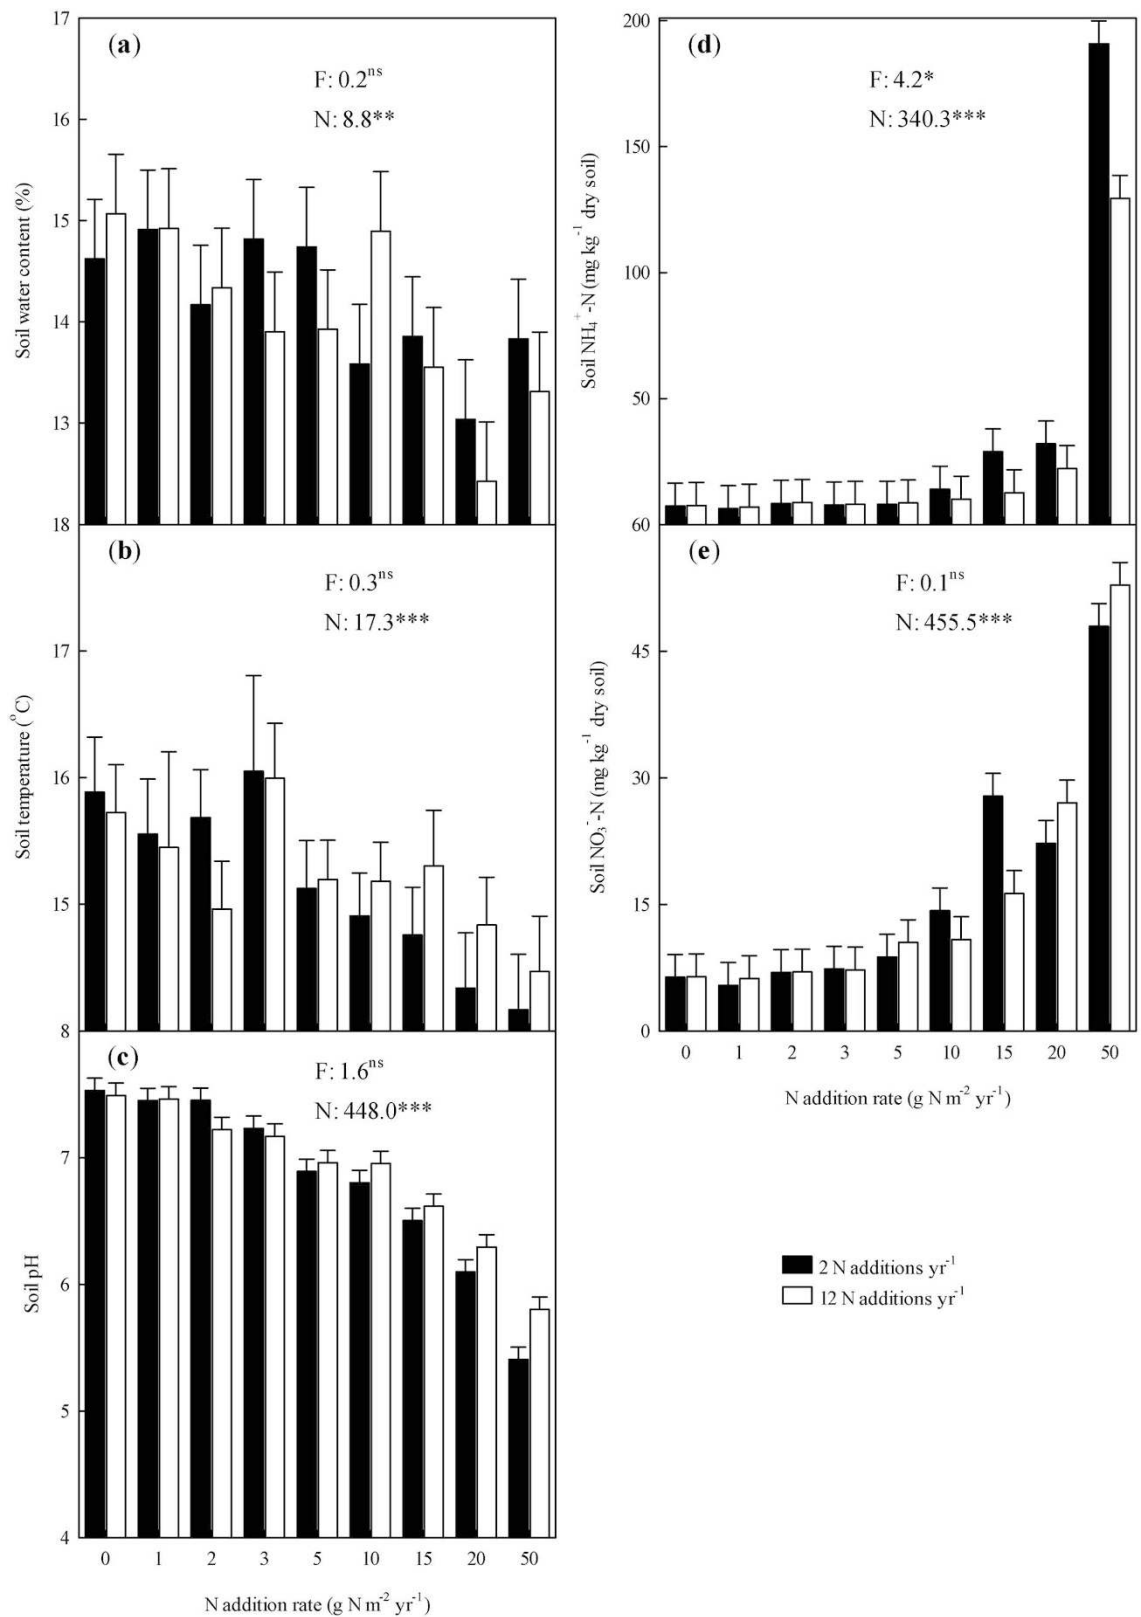 (a)
F: 0.2ns
N: 8.8**
17
16
15
14
13
18
Soil water content (%)
(b)
F: 0.3ns
N: 17.3***
17
16
15
8
Soil temperature (°C)
(c)
F: 1.6ns
N: 448.0***
7
6
5
4
Soil pH
0 1 2 3 5 10 15 20 50
N addition rate (g N m-2 yr-1)
(d)
F: 4.2*
N: 340.3***
200
150
100
50
60
Soil NH4+-N (mg kg-1 dry soil)
(e)
F: 0.1ns
N: 455.5***
45
30
15
0
Soil NO3--N (mg kg-1 dry soil)
0 1 2 3 5 10 15 20 50
N addition rate (g N m-2 yr-1)
2 N additions yr-1
12 N additions yr-1